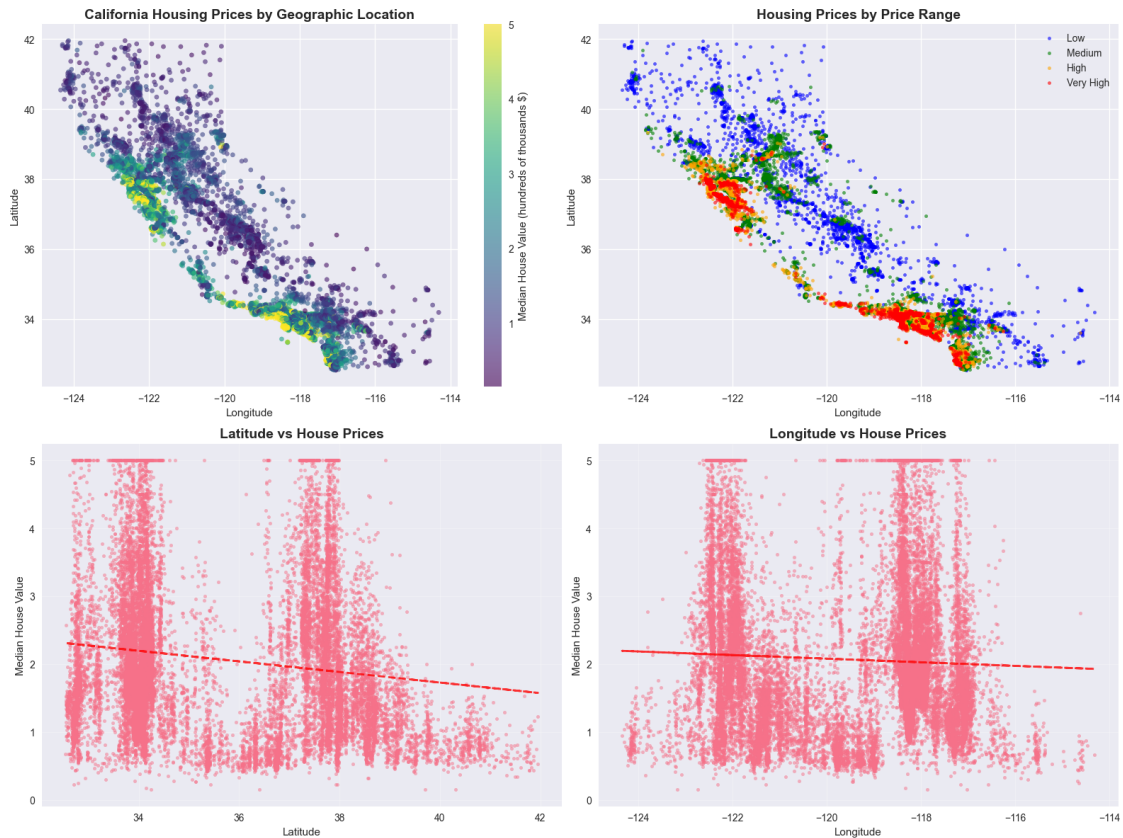 California Housing Prices by Geographic Location
42
40
38
36
34
Latitude
−124
−122
−120
−118
−116
−114
Longitude
5
4
3
2
1
Median House Value (hundreds of thousands $)
Housing Prices by Price Range
42
40
38
36
34
Latitude
−124
−122
−120
−118
−116
−114
Longitude
Low
Medium
High
Very High
Latitude vs House Prices
5
4
3
2
1
0
Median House Value
34
36
38
40
42
Latitude
Longitude vs House Prices
5
4
3
2
1
0
Median House Value
−124
−122
−120
−118
−116
−114
Longitude